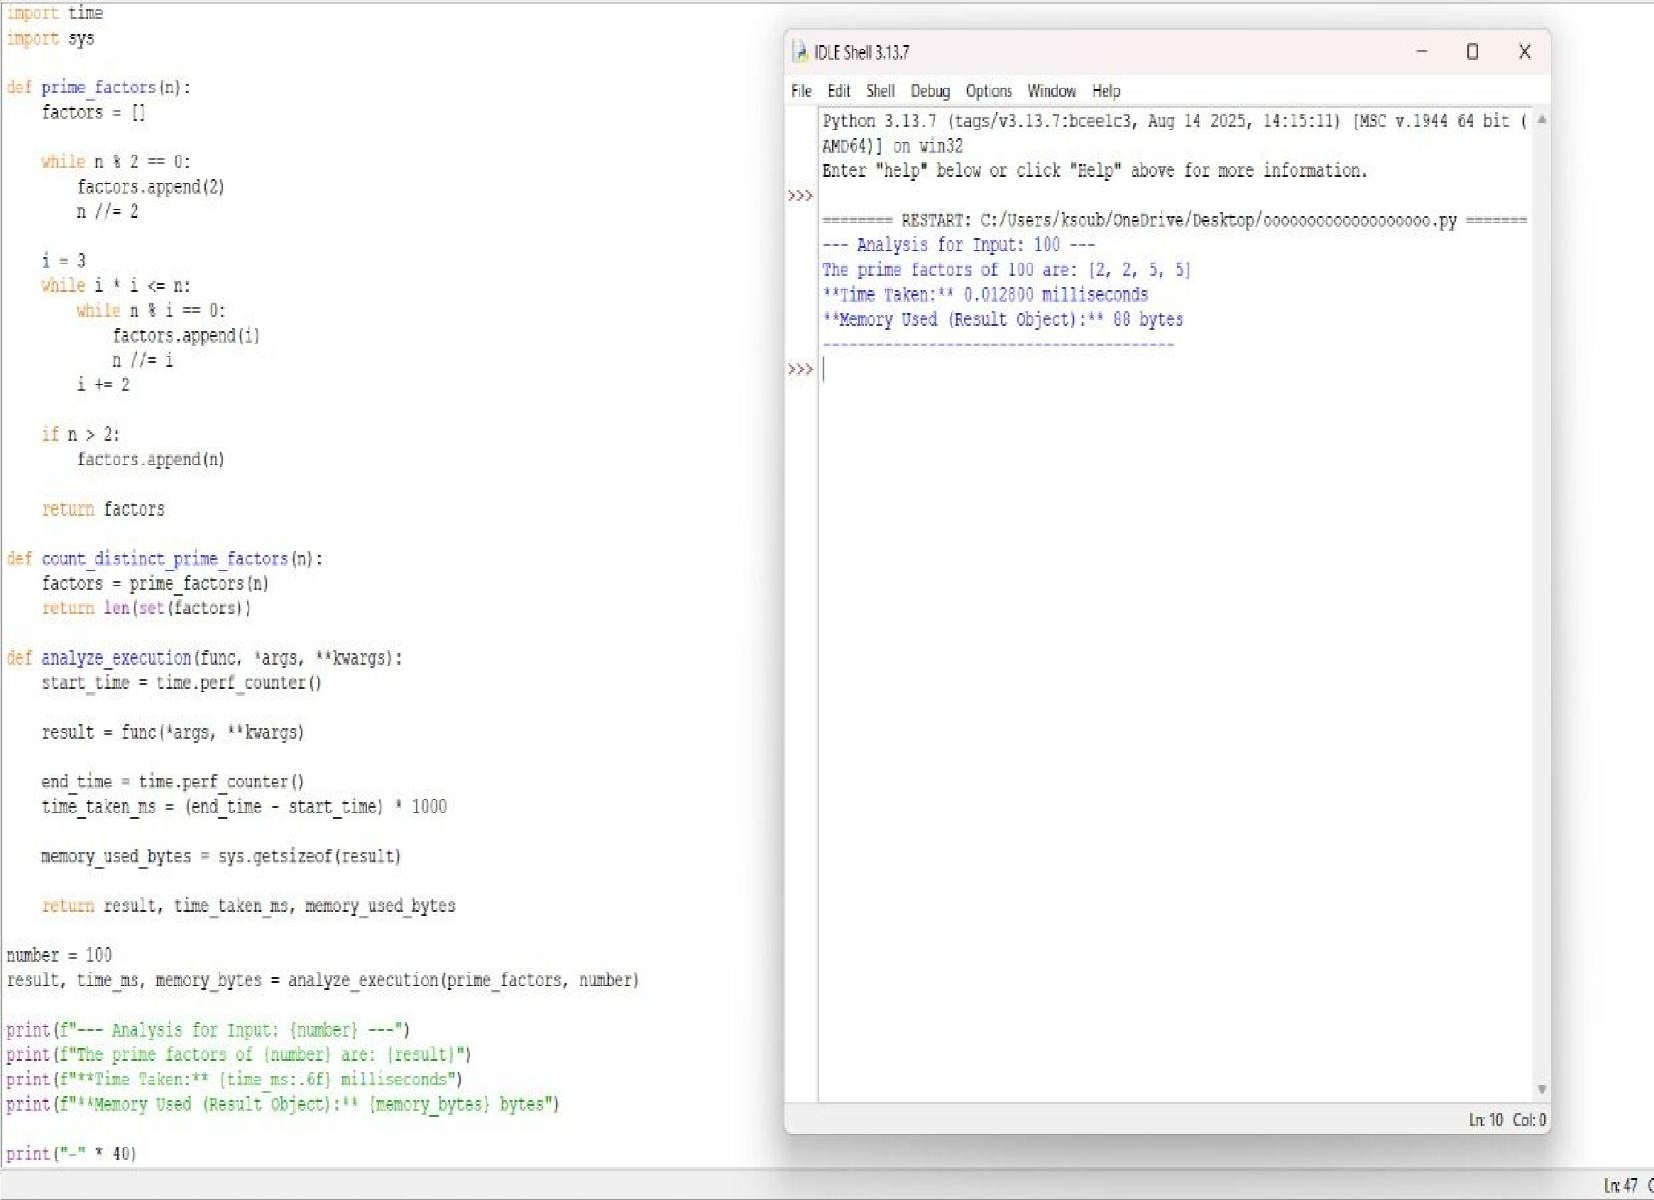 import time
import sys
def prime_factors(n):
    factors = []
    while n % 2 == 0:
        factors.append(2)
        n //= 2
    i = 3
    while i * i <= n:
        while n % i == 0:
            factors.append(i)
            n //= i
        i += 2
    if n > 2:
        factors.append(n)
    return factors
def count_distinct_prime_factors(n):
    factors = prime_factors(n)
    return len(set(factors))
def analyze_execution(func, *args, **kwargs):
    start_time = time.perf_counter()
    result = func(*args, **kwargs)
    end_time = time.perf_counter()
    time_taken_ms = (end_time - start_time) * 1000
    memory_used_bytes = sys.getsizeof(result)
    return result, time_taken_ms, memory_used_bytes
number = 100
result, time_ms, memory_bytes = analyze_execution(prime_factors, number)
print(f"--- Analysis for Input: {number} ---")
print(f"The prime factors of {number} are: {result}")
print(f"**Time Taken:** {time_ms:.6f} milliseconds")
print(f"**Memory Used (Result Object):** {memory_bytes} bytes")
print("-" * 40)
IDLE Shell 3.13.7
File Edit Shell Debug Options Window Help
Python 3.13.7 (tags/v3.13.7:bcee1c3, Aug 14 2025, 14:15:11) [MSC v.1944 64 bit (
AMD64)] on win32
Enter "help" below or click "Help" above for more information.
>>>
======== RESTART: C:/Users/kscub/OneDrive/Desktop/ooooooooooooooooooo.py =======
--- Analysis for Input: 100 ---
The prime factors of 100 are: [2, 2, 5, 5]
**Time Taken:** 0.012800 milliseconds
**Memory Used (Result Object):** 88 bytes
----------------------------------------
>>>
Ln: 10 Col: 0
Ln: 47